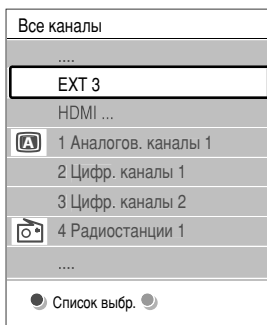 Все каналы
....
EXT 3
HDMI ...
A 1 Аналогов. каналы 1
2 Цифр. каналы 1
3 Цифр. каналы 2
4 Радиостанции 1
....
Список выбр.